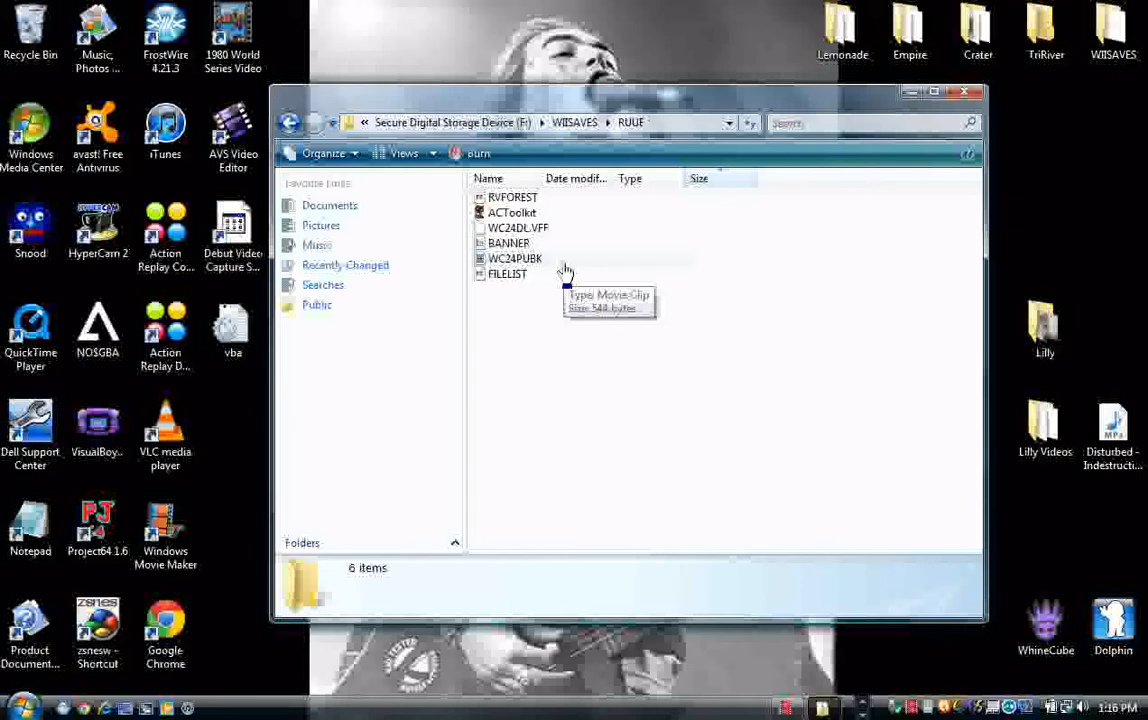 Recycle Bin
Music,
Photos ...
FrostWire
4.21.3
1980 World
Series Video
Lemonade
Empire
Crater
TriRiver
WIISAVES
Windows
Media Center
avast! Free
Antivirus
iTunes
AVS Video
Editor
Snood
HyperCam 2
Action
Replay Co...
Debut Video
Capture S...
QuickTime
Player
NO$GBA
Action
Replay D...
vba
Dell Support
Center
VisualBoy...
VLC media
player
Notepad
Project64 1.6
Windows
Movie Maker
Product
Document...
zsnesw -
Shortcut
Google
Chrome
« Secure Digital Storage Device (F:) WIISAVES RUUE
Search
Organize Views Burn
Favorite Links
Documents
Pictures
Music
Recently Changed
Searches
Public
Folders
Name Date modif... Type Size
RVFOREST
ACToolkit
WC24DL.VFF
BANNER
WC24PUBK
FILELIST
Type: Movie Clip
Size: 544 bytes
6 items
Lilly
Lilly Videos
Disturbed -
Indestructi...
MPa
WhineCube
Dolphin
1:16 PM